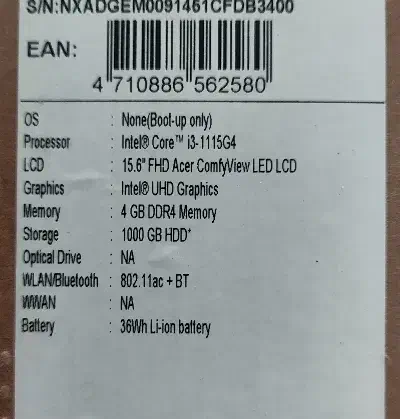 S/N:NXADGEM0091461CFDB3400
EAN:
4 710886 562580
OS : None(Boot-up only)
Processor : Intel® Core™ i3-1115G4
LCD : 15.6" FHD Acer ComfyView LED LCD
Graphics : Intel® UHD Graphics
Memory : 4 GB DDR4 Memory
Storage : 1000 GB HDD*
Optical Drive : NA
WLAN/Bluetooth : 802.11ac + BT
WWAN : NA
Battery : 36Wh Li-ion battery